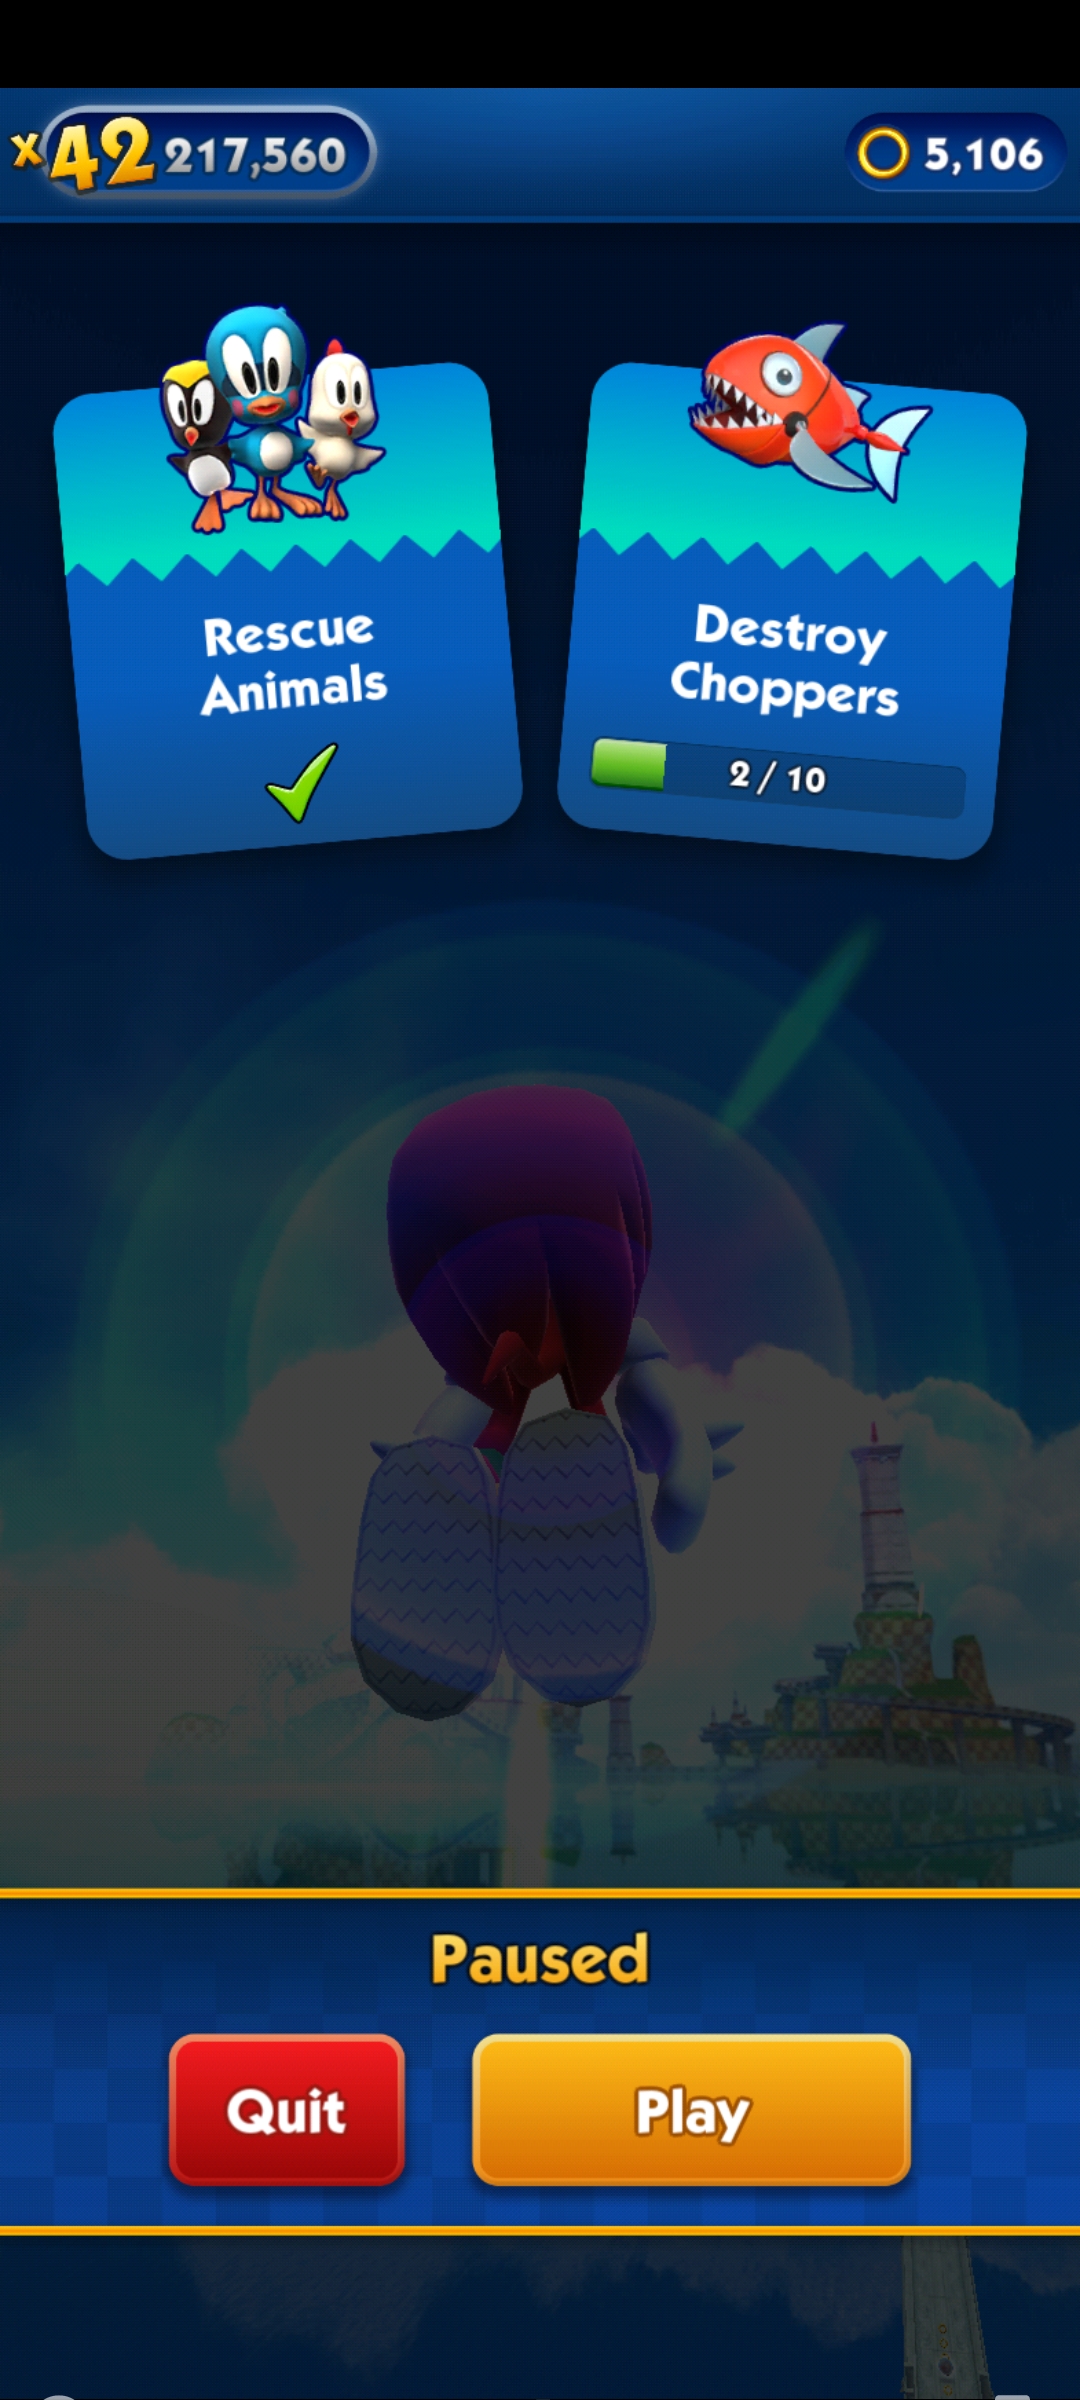 x42 217,560
5,106
Rescue
Animals
Destroy
Choppers
2 / 10
Paused
Quit
Play